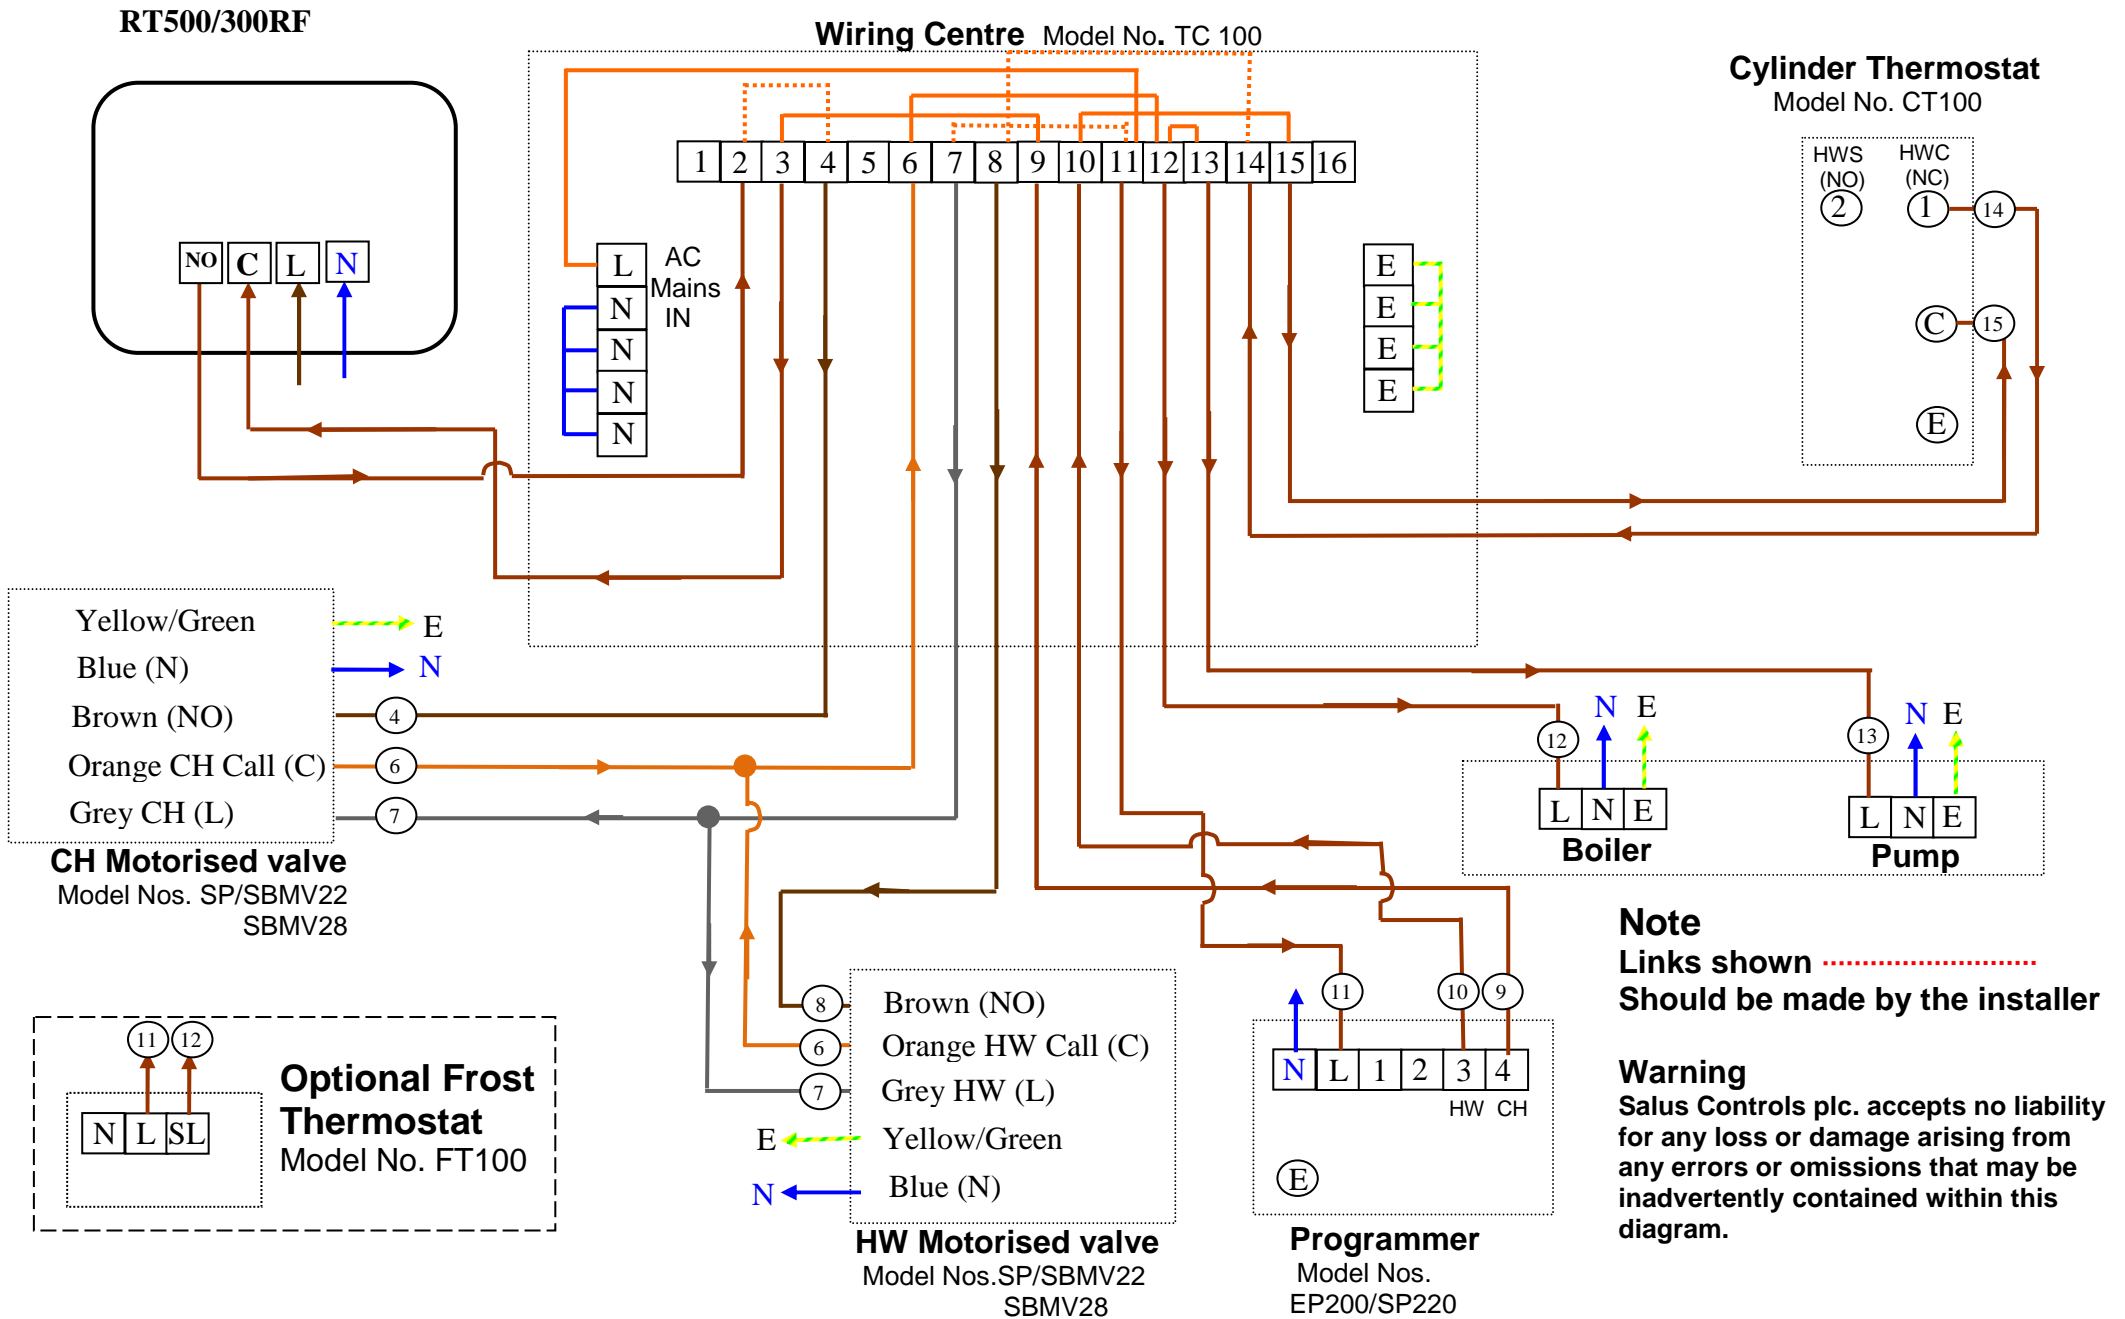 RT500/300RF
Wiring Centre Model No. TC 100
Cylinder Thermostat
Model No. CT100
HWS
(NO)
2
HWC
(NC)
1
14
C
15
E
1 2 3 4 5 6 7 8 9 10 11 12 13 14 15 16
NO C L N
L
N
N
N
N
AC
Mains
IN
E
E
E
E
Yellow/Green E
Blue (N) N
Brown (NO) 4
Orange CH Call (C) 6
Grey CH (L) 7
CH Motorised valve
Model Nos. SP/SBMV22
SBMV28
N E
12
L N E
Boiler
N E
13
L N E
Pump
Note
Links shown
Should be made by the installer
Warning
Salus Controls plc. accepts no liability
for any loss or damage arising from
any errors or omissions that may be
inadvertently contained within this
diagram.
11 12
N L SL
Optional Frost
Thermostat
Model No. FT100
8 Brown (NO)
6 Orange HW Call (C)
7 Grey HW (L)
E Yellow/Green
N Blue (N)
HW Motorised valve
Model Nos.SP/SBMV22
SBMV28
11 10 9
N L 1 2 3 4
HW CH
E
Programmer
Model Nos.
EP200/SP220